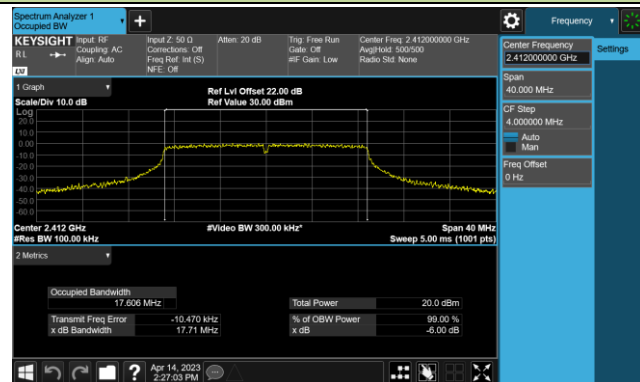 Spectrum Analyzer 1
Occupied BW
Frequency
KEYSIGHT
Input: RF
Coupling: AC
Align: Auto
Input Z: 50 Ω
Corrections: Off
Freq Ref: Int (S)
NFE: Off
Atten: 20 dB
Trig: Free Run
Gate: Off
#IF Gain: Low
Center Freq: 2.412000000 GHz
Avg|Hold: 500/500
Radio Std: None
RL
LXI
Center Frequency
2.412000000 GHz
Settings
Span
40.000 MHz
CF Step
4.000000 MHz
Auto
Man
Freq Offset
0 Hz
1 Graph
Scale/Div 10.0 dB
Ref Lvl Offset 22.00 dB
Ref Value 30.00 dBm
Log
20.0
10.0
0.00
-10.0
-20.0
-30.0
-40.0
-50.0
-60.0
Center 2.412 GHz
#Video BW 300.00 kHz*
Span 40 MHz
#Res BW 100.00 kHz
Sweep 5.00 ms (1001 pts)
2 Metrics
Occupied Bandwidth
17.606 MHz
Total Power 20.0 dBm
Transmit Freq Error -10.470 kHz
% of OBW Power 99.00 %
x dB Bandwidth 17.71 MHz
x dB -6.00 dB
?
Apr 14, 2023
2:27:03 PM